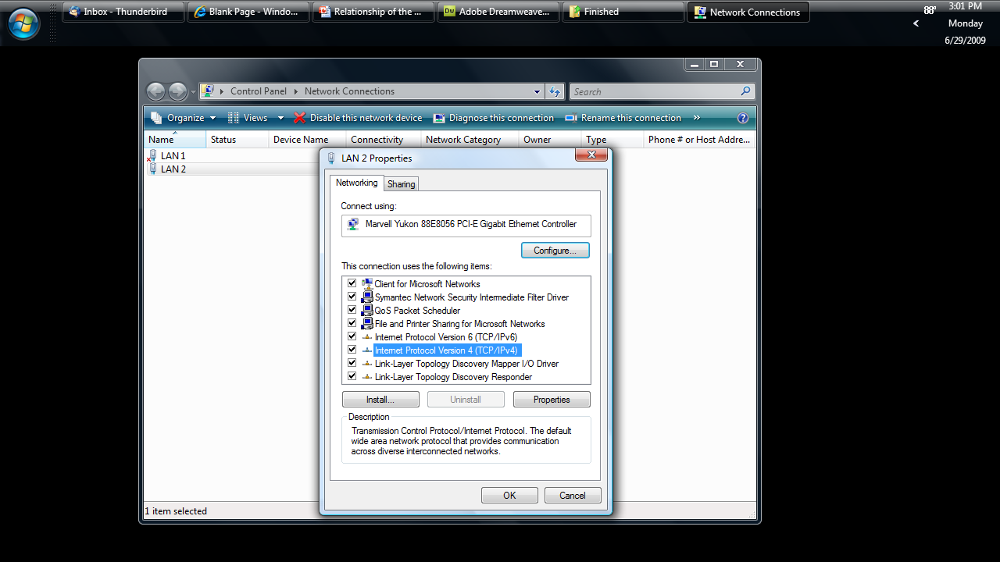 Inbox - Thunderbird
Blank Page - Windo...
Relationship of the ...
Adobe Dreamweave...
Finished
Network Connections
88°
3:01 PM
Monday
6/29/2009
Control Panel
Network Connections
Search
Organize
Views
Disable this network device
Diagnose this connection
Rename this connection
»
Name
Status
Device Name
Connectivity
Network Category
Owner
Type
Phone # or Host Addre...
LAN 1
LAN 2
LAN 2 Properties
Networking
Sharing
Connect using:
Marvell Yukon 88E8056 PCI-E Gigabit Ethernet Controller
Configure...
This connection uses the following items:
Client for Microsoft Networks
Symantec Network Security Intermediate Filter Driver
QoS Packet Scheduler
File and Printer Sharing for Microsoft Networks
Internet Protocol Version 6 (TCP/IPv6)
Internet Protocol Version 4 (TCP/IPv4)
Link-Layer Topology Discovery Mapper I/O Driver
Link-Layer Topology Discovery Responder
Install...
Uninstall
Properties
Description
Transmission Control Protocol/Internet Protocol. The default
wide area network protocol that provides communication
across diverse interconnected networks.
OK
Cancel
1 item selected